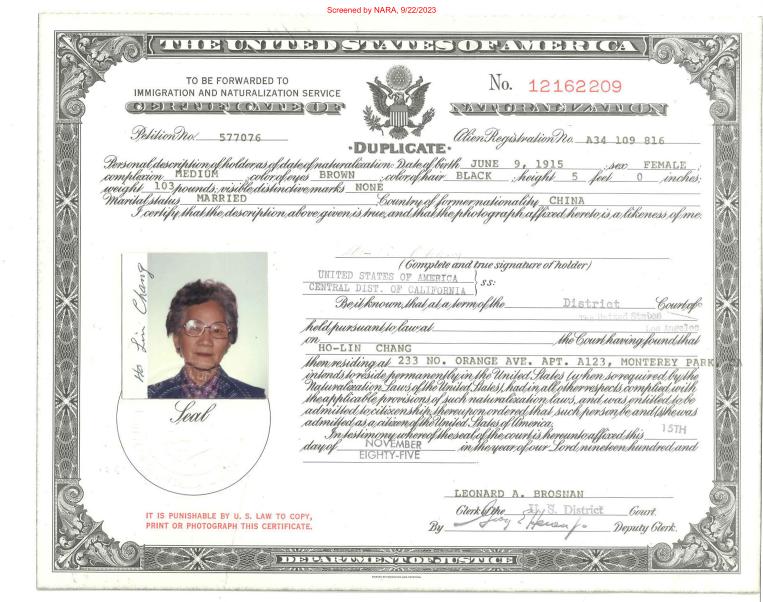 Screened by NARA, 9/22/2023
THE UNITED STATES OF AMERICA
TO BE FORWARDED TO
IMMIGRATION AND NATURALIZATION SERVICE
No. 12162209
CERTIFICATE OF NATURALIZATION
Petition No. 577076
Alien Registration No. A34 109 816
·DUPLICATE·
Personal description of holder as of date of naturalization: Date of birth JUNE 9, 1915 ; sex FEMALE ;
complexion MEDIUM ; color of eyes BROWN ; color of hair BLACK ; height 5 feet 0 inches;
weight 103 pounds; visible distinctive marks NONE
Marital status MARRIED Country of former nationality CHINA
I certify that the description above given is true, and that the photograph affixed hereto is a likeness of me.
Ho Lin Chang
(Complete and true signature of holder)
UNITED STATES OF AMERICA
CENTRAL DIST. OF CALIFORNIA } ss:
Be it known, that at a term of the District Court of
The United States
held pursuant to law at Los Angeles
on the Court having found that
HO-LIN CHANG
then residing at 233 NO. ORANGE AVE. APT. A123, MONTEREY PARK,
intends to reside permanently in the United States (when so required by the
Naturalization Laws of the United States), had in all other respects complied with
the applicable provisions of such naturalization laws, and was entitled to be
admitted to citizenship, thereupon ordered that such person be and (s)he was
admitted as a citizen of the United States of America.
In testimony whereof the seal of the court is hereunto affixed this 15TH
day of NOVEMBER in the year of our Lord, nineteen hundred and
EIGHTY-FIVE
Seal
LEONARD A. BROSNAN
Clerk of the U. S. District Court.
By Deputy Clerk.
IT IS PUNISHABLE BY U. S. LAW TO COPY,
PRINT OR PHOTOGRAPH THIS CERTIFICATE.
DEPARTMENT OF JUSTICE